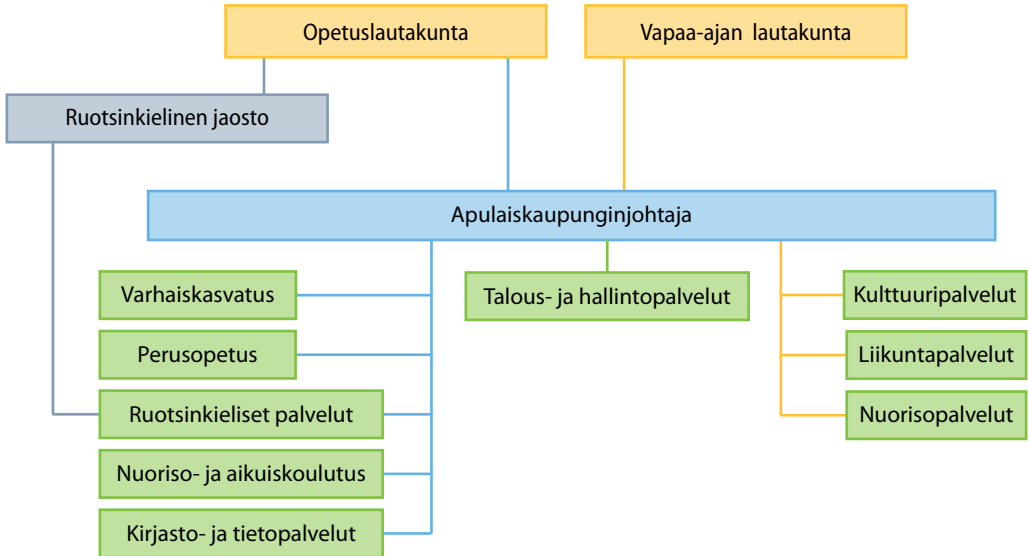 Opetuslautakunta
Vapaa-ajan lautakunta
Ruotsinkielinen jaosto
Apulaiskaupunginjohtaja
Varhaiskasvatus
Perusopetus
Ruotsinkieliset palvelut
Nuoriso- ja aikuiskoulutus
Kirjasto- ja tietopalvelut
Talous- ja hallintopalvelut
Kulttuuripalvelut
Liikuntapalvelut
Nuorisopalvelut